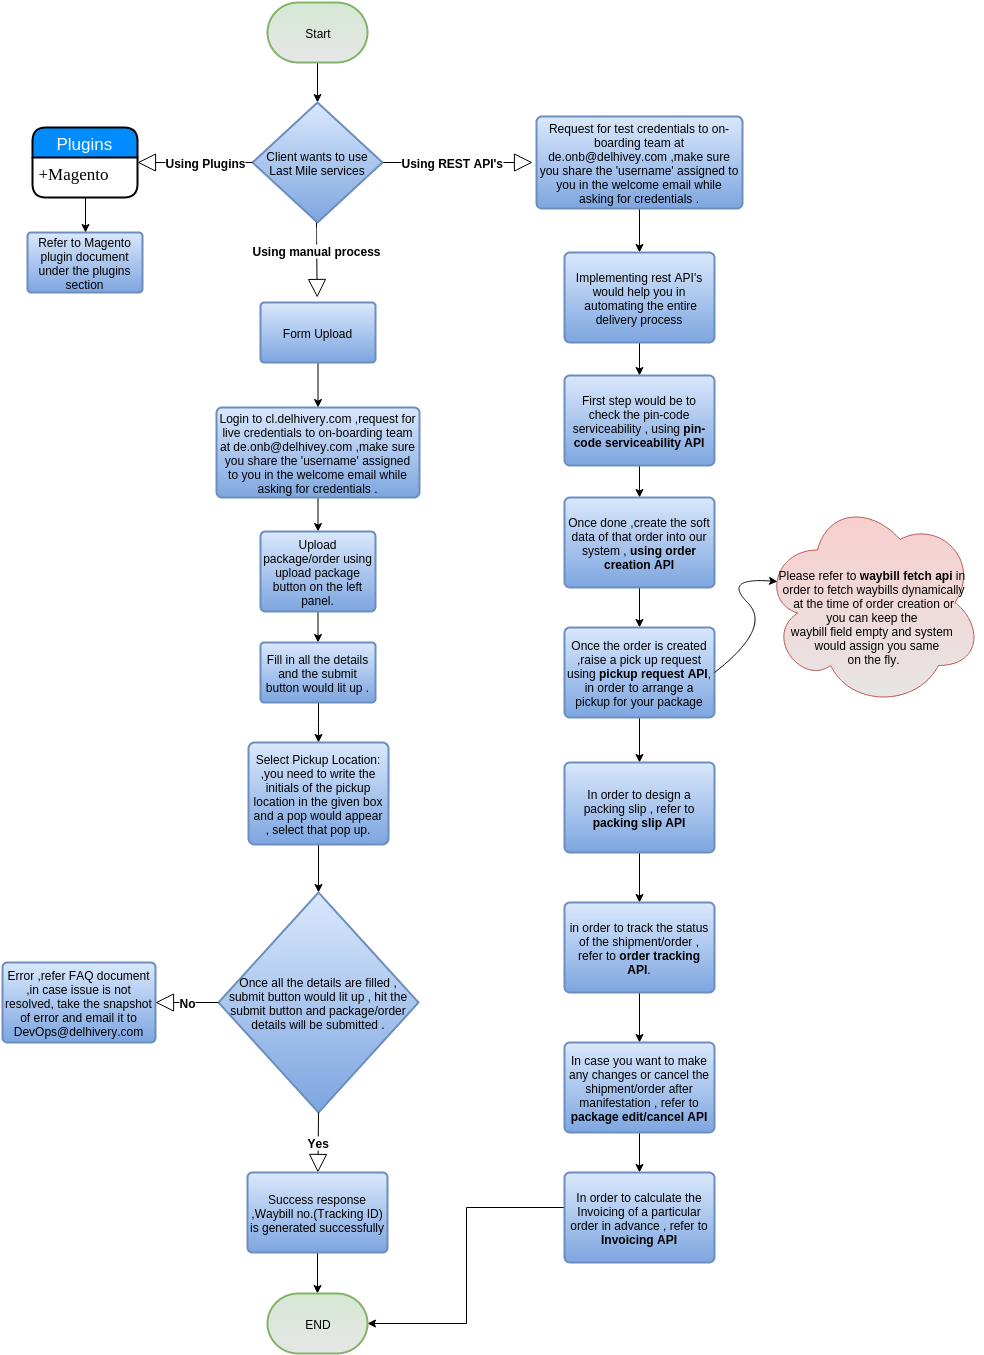 Start
Client wants to use
Last Mile services
Using Plugins
Plugins
+Magento
Refer to Magento
plugin document
under the plugins
section
Using manual process
Form Upload
Login to cl.delhivery.com ,request for
live credentials to on-boarding team
at de.onb@delhivey.com ,make sure
you share the 'username' assigned
to you in the welcome email while
asking for credentials .
Upload
package/order using
upload package
button on the left
panel.
Fill in all the details
and the submit
button would lit up .
Select Pickup Location:
,you need to write the
initials of the pickup
location in the given box
and a pop would appear
, select that pop up.
Once all the details are filled ,
submit button would lit up , hit the
submit button and package/order
details will be submitted .
No
Error ,refer FAQ document
,in case issue is not
resolved, take the snapshot
of error and email it to
DevOps@delhivery.com
Yes
Success response
,Waybill no.(Tracking ID)
is generated successfully
END
Using REST API's
Request for test credentials to on-
boarding team at
de.onb@delhivey.com ,make sure
you share the 'username' assigned to
you in the welcome email while
asking for credentials .
Implementing rest API's
would help you in
automating the entire
delivery process
First step would be to
check the pin-code
serviceability , using pin-
code serviceability API
Once done ,create the soft
data of that order into our
system , using order
creation API
Once the order is created
,raise a pick up request
using pickup request API,
in order to arrange a
pickup for your package
Please refer to waybill fetch api in
order to fetch waybills dynamically
at the time of order creation or
you can keep the
waybill field empty and system
would assign you same
on the fly.
In order to design a
packing slip , refer to
packing slip API
in order to track the status
of the shipment/order ,
refer to order tracking
API.
In case you want to make
any changes or cancel the
shipment/order after
manifestation , refer to
package edit/cancel API
In order to calculate the
Invoicing of a particular
order in advance , refer to
Invoicing API